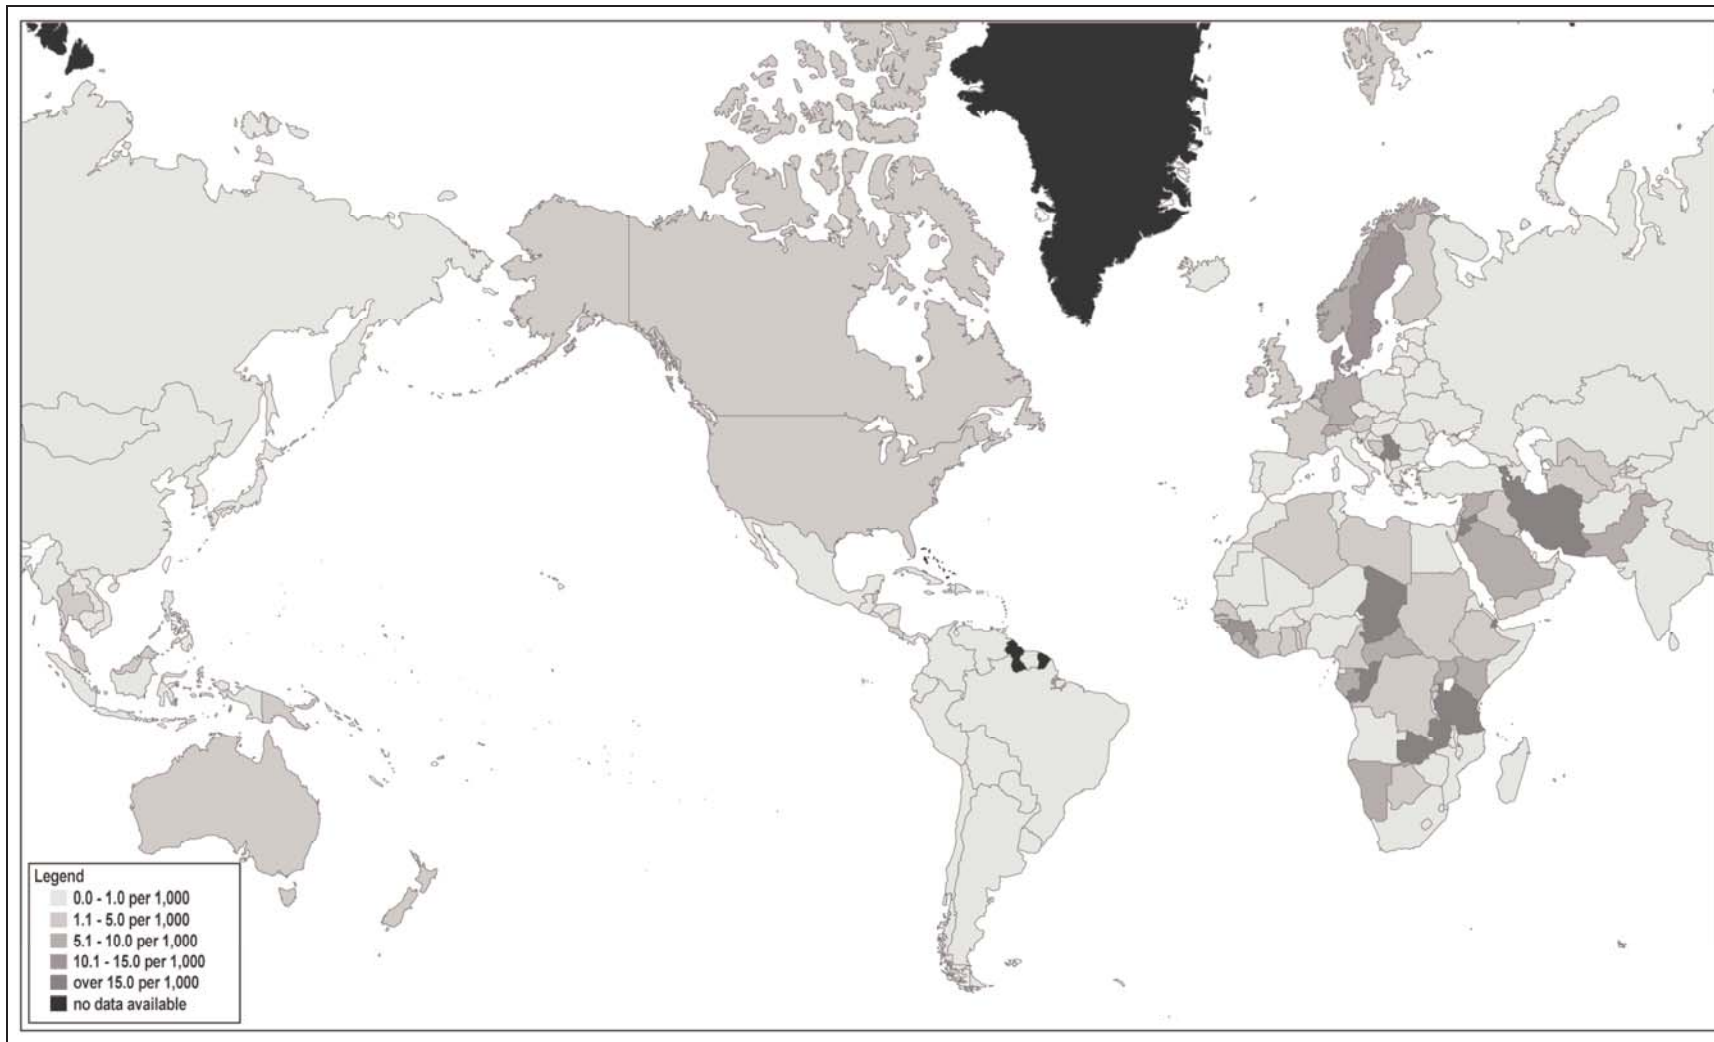 Legend
0.0 - 1.0 per 1,000
1.1 - 5.0 per 1,000
5.1 - 10.0 per 1,000
10.1 - 15.0 per 1,000
over 15.0 per 1,000
no data available